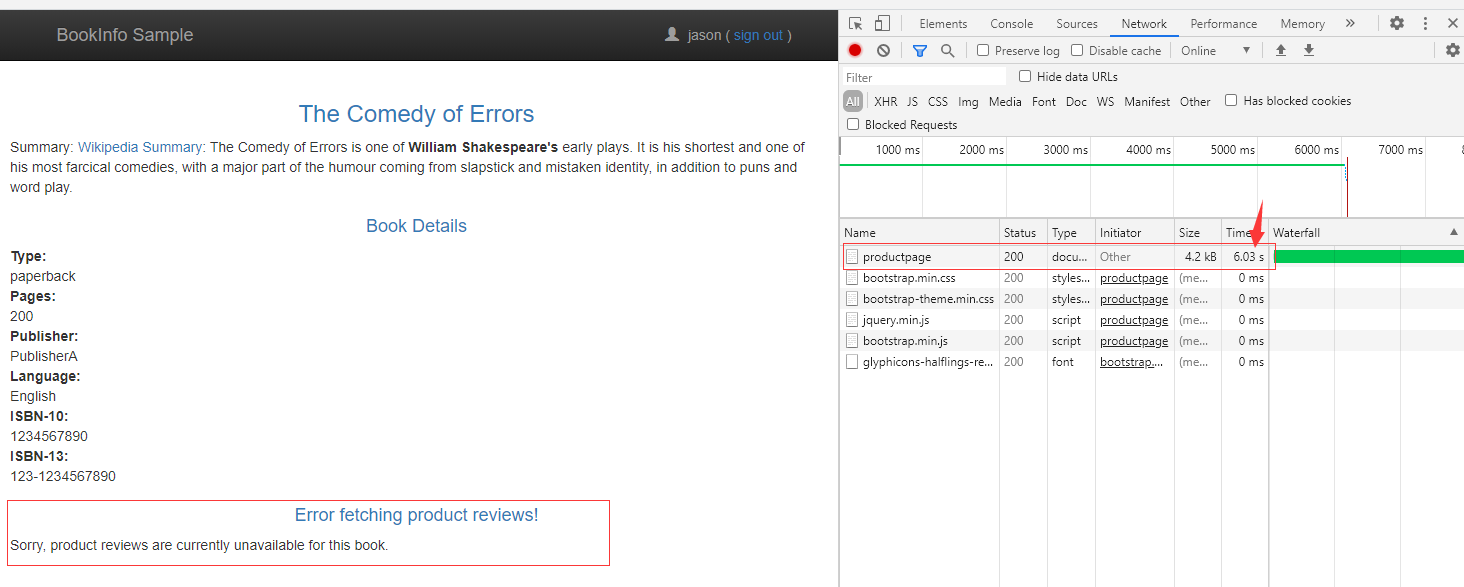 BookInfo Sample
jason ( sign out )
The Comedy of Errors
Summary: Wikipedia Summary: The Comedy of Errors is one of William Shakespeare's early plays. It is his shortest and one of
his most farcical comedies, with a major part of the humour coming from slapstick and mistaken identity, in addition to puns and
word play.
Book Details
Type:
paperback
Pages:
200
Publisher:
PublisherA
Language:
English
ISBN-10:
1234567890
ISBN-13:
123-1234567890
Error fetching product reviews!
Sorry, product reviews are currently unavailable for this book.
Elements Console Sources Network Performance Memory
Preserve log Disable cache Online
Filter Hide data URLs
All XHR JS CSS Img Media Font Doc WS Manifest Other Has blocked cookies
Blocked Requests
1000 ms 2000 ms 3000 ms 4000 ms 5000 ms 6000 ms 7000 ms
Name Status Type Initiator Size Time Waterfall
productpage 200 docu... Other 4.2 kB 6.03 s
bootstrap.min.css 200 styles... productpage (me... 0 ms
bootstrap-theme.min.css 200 styles... productpage (me... 0 ms
jquery.min.js 200 script productpage (me... 0 ms
bootstrap.min.js 200 script productpage (me... 0 ms
glyphicons-halflings-re... 200 font bootstrap.... (me... 0 ms